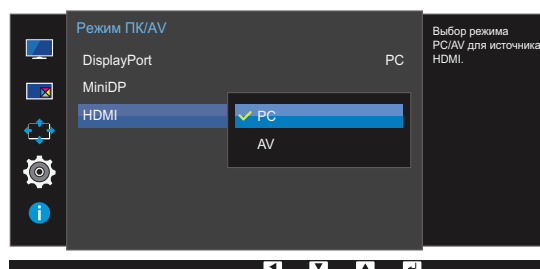 Режим ПК/AV
DisplayPort PC
MiniDP
HDMI
PC
AV
Выбор режима
PC/AV для источника
HDMI.